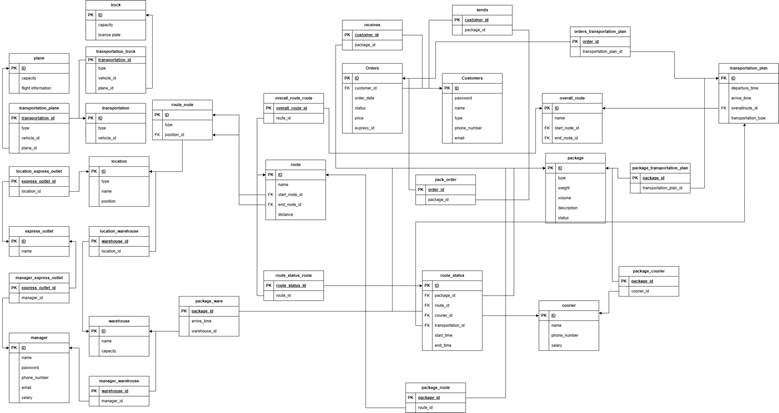 truck
PK ID
capacity
licence plate
plane
PK ID
capacity
flight information
transportation_truck
PK transportation_id
type
vehicle_id
plane_id
transportation_plane
PK transportation_id
type
vehicle_id
plane_id
transportation
PK ID
type
vehicle_id
route_node
PK ID
type
FK position_id
location_express_outlet
PK express_outlet_id
location_id
location
PK ID
type
name
position
express_outlet
PK ID
name
location_warehouse
PK warehouse_id
location_id
manager_express_outlet
PK express_outlet_id
manager_id
manager
PK ID
name
password
phone_number
email
salary
warehouse
PK ID
name
capacity
manager_warehouse
PK warehouse_id
manager_id
package_ware
PK package_id
arrive_time
warehouse_id
receives
PK customer_id
package_id
sends
PK customer_id
package_id
Orders
PK ID
FK customer_id
order_date
status
price
FK express_id
Customers
PK ID
password
name
type
phone_number
email
overall_route_route
PK overall_route_id
route_id
route
PK ID
name
FK start_node_id
FK end_node_id
distance
pack_order
PK order_id
package_id
route_status_route
PK route_status_id
route_id
route_status
PK ID
FK package_id
FK route_id
FK courier_id
FK transportation_id
start_time
end_time
package_route
PK package_id
route_id
orders_transportation_plan
PK order_id
transportation_plan_id
transportation_plan
PK ID
departure_time
arrive_time
FK overallroute_id
transportation_type
overall_route
PK ID
name
FK start_node_id
FK end_node_id
package
PK ID
type
weight
volume
description
status
package_transportation_plan
PK package_id
transportation_plan_id
package_courier
PK package_id
courier_id
courier
PK ID
name
phone_number
salary